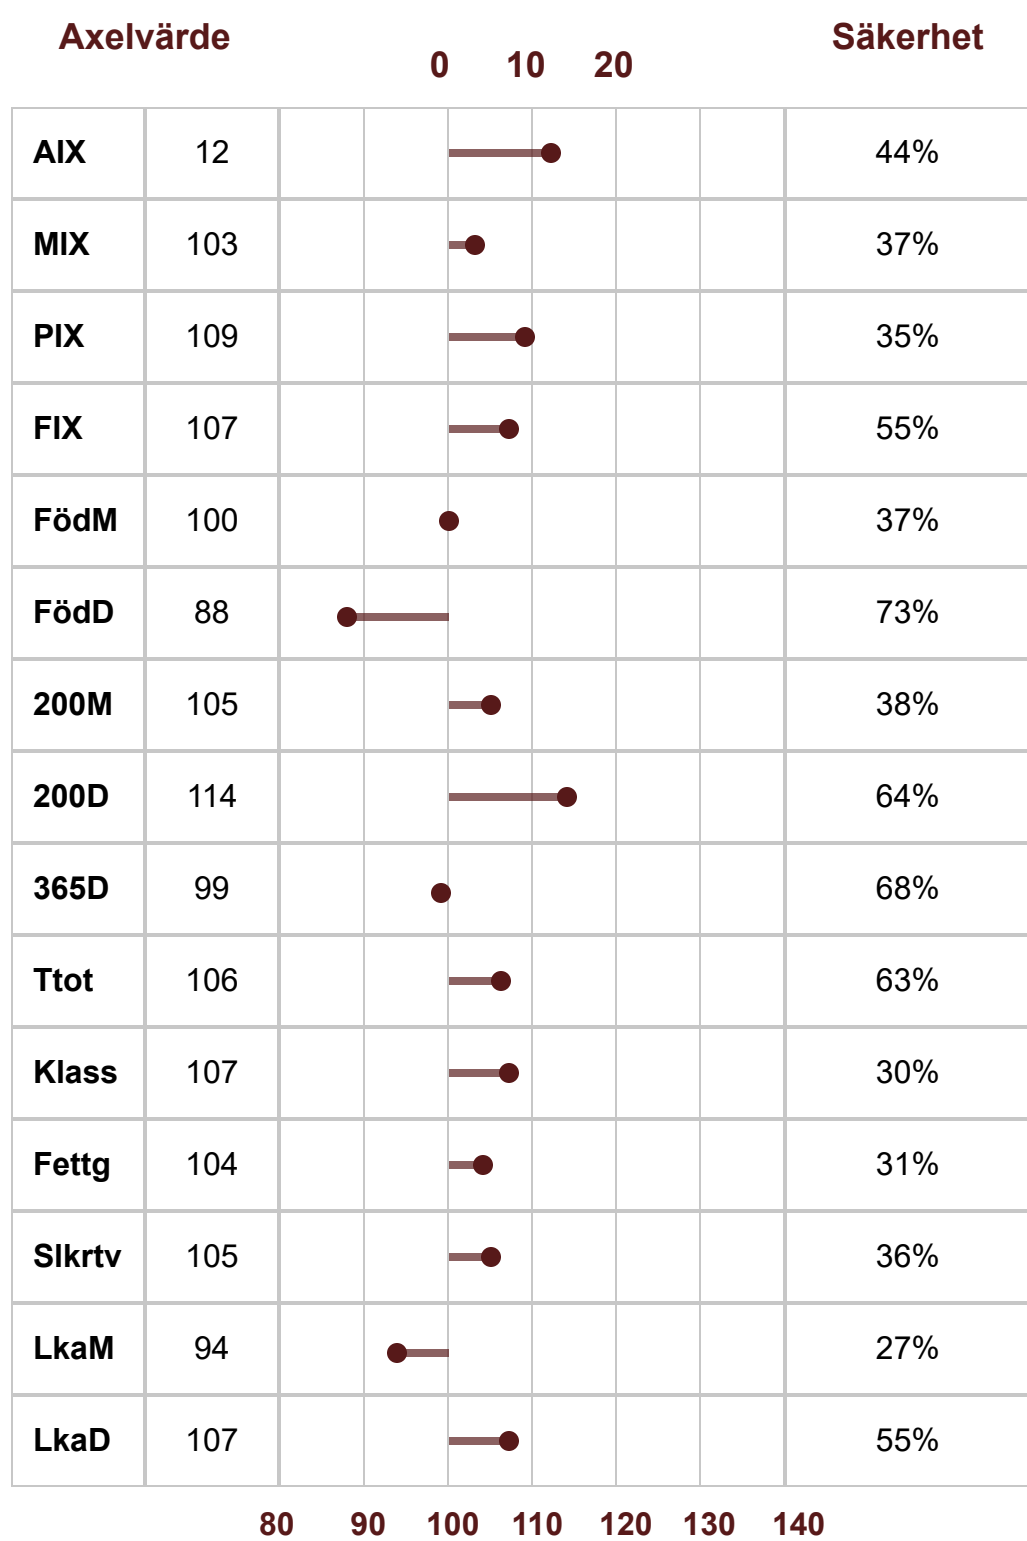 Axelvärde Säkerhet
0 10 20
AIX 12 44%
MIX 103 37%
PIX 109 35%
FIX 107 55%
FödM 100 37%
FödD 88 73%
200M 105 38%
200D 114 64%
365D 99 68%
Ttot 106 63%
Klass 107 30%
Fettg 104 31%
Slkrtv 105 36%
LkaM 94 27%
LkaD 107 55%
80 90 100 110 120 130 140